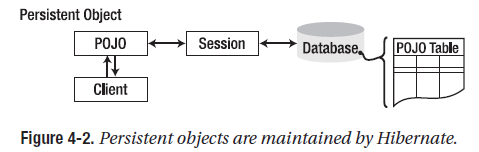 Persistent Object
POJO
Session
Database
POJO Table
Client
Figure 4-2. Persistent objects are maintained by Hibernate.